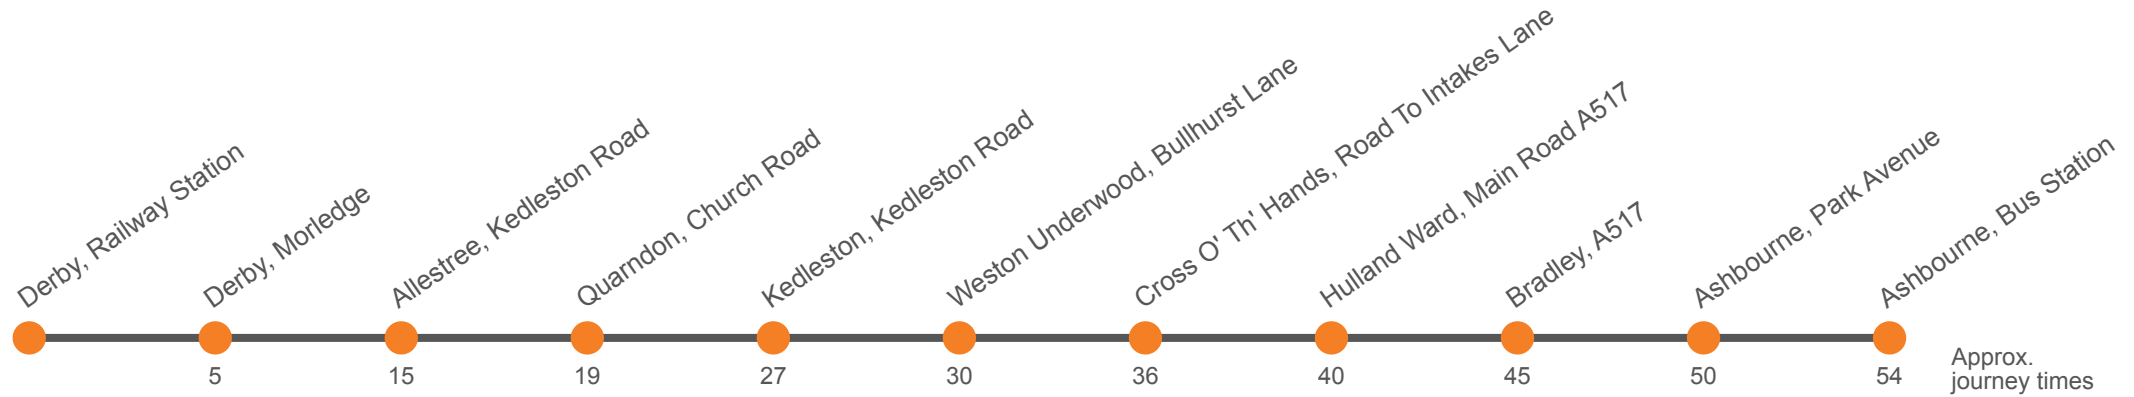 Derby, Railway Station
Derby, Morledge
Allestree, Kedleston Road
Quarndon, Church Road
Kedleston, Kedleston Road
Weston Underwood, Bullhurst Lane
Cross O' Th' Hands, Road To Intakes Lane
Hulland Ward, Main Road A517
Bradley, A517
Ashbourne, Park Avenue
Ashbourne, Bus Station
5
15
19
27
30
36
40
45
50
54
Approx.
journey times